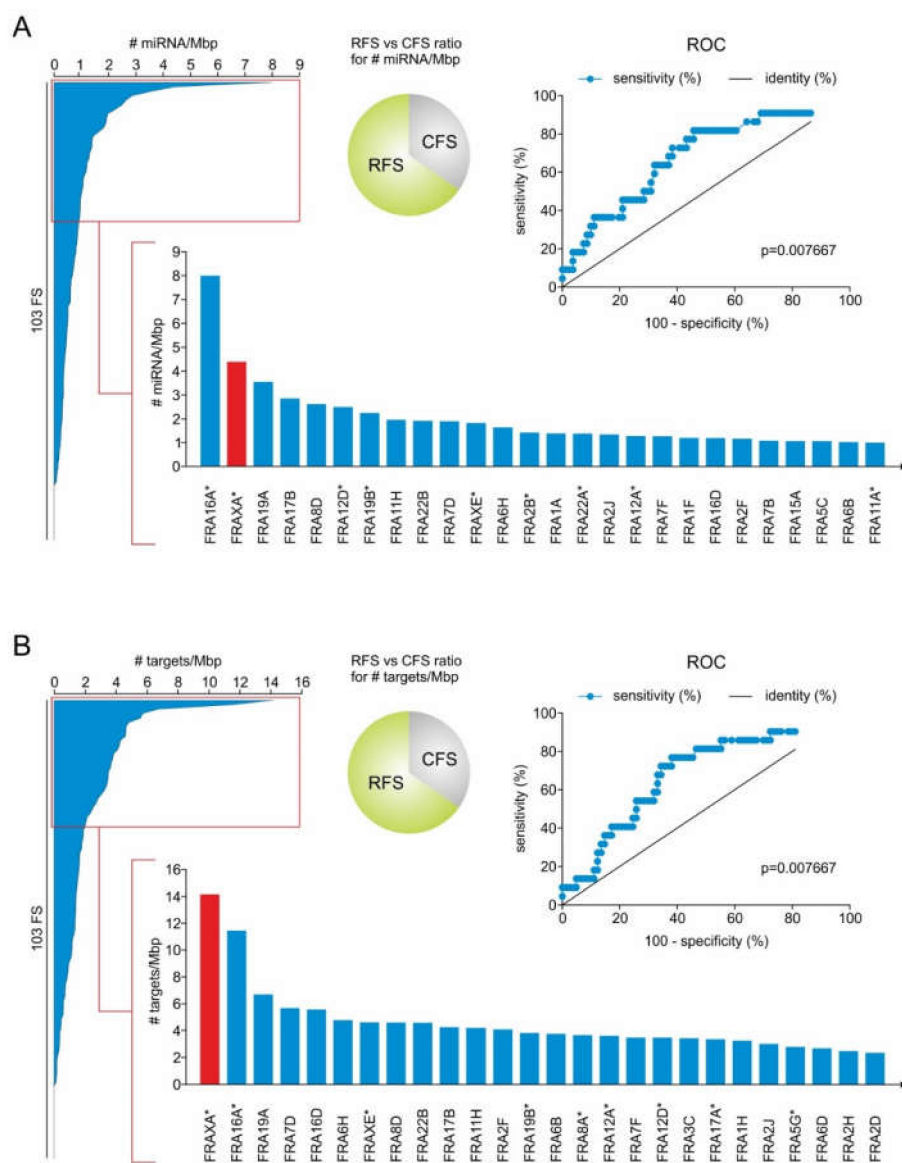 A
# miRNA/Mbp
0 1 2 3 4 5 6 7 8 9
103 FS
RFS vs CFS ratio
for # miRNA/Mbp
RFS
CFS
ROC
sensitivity (%)
identity (%)
100
80
60
40
20
0
sensitivity (%)
p=0.007667
0 20 40 60 80 100
100 - specificity (%)
9
8
7
6
5
4
3
2
1
0
# miRNA/Mbp
FRA16A*
FRAXA*
FRA19A
FRA17B
FRA8D
FRA12D*
FRA19B*
FRA11H
FRA22B
FRA7D
FRAXE*
FRA6H
FRA2B*
FRA1A
FRA22A*
FRA2J
FRA12A*
FRA7F
FRA1F
FRA16D
FRA2F
FRA7B
FRA15A
FRA5C
FRA6B
FRA11A*
B
# targets/Mbp
0 2 4 6 8 10 12 14 16
103 FS
RFS vs CFS ratio
for # targets/Mbp
RFS
CFS
ROC
sensitivity (%)
identity (%)
100
80
60
40
20
0
sensitivity (%)
p=0.007667
0 20 40 60 80 100
100 - specificity (%)
16
14
12
10
8
6
4
2
0
# targets/Mbp
FRAXA*
FRA16A*
FRA19A
FRA7D
FRA16D
FRA6H
FRAXE*
FRA8D
FRA22B
FRA17B
FRA11H
FRA2F
FRA19B*
FRA6B
FRA8A*
FRA12A*
FRA7F
FRA12D*
FRA3C
FRA17A*
FRA1H
FRA2J
FRA5G*
FRA6D
FRA2H
FRA2D